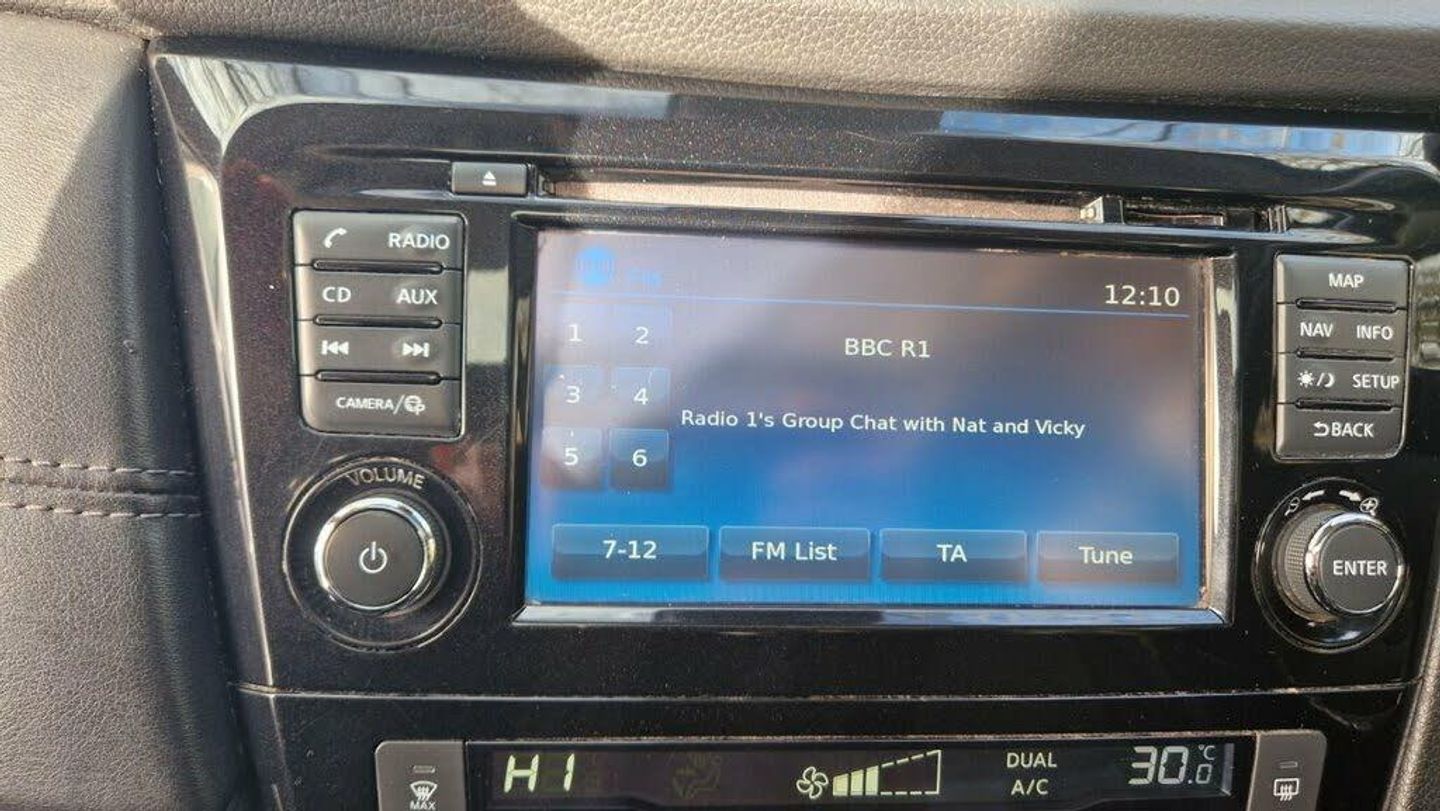 RADIO
CD AUX
CAMERA/
VOLUME
12:10
1 2
3 4
5 6
BBC R1
Radio 1's Group Chat with Nat and Vicky
7-12 FM List TA Tune
MAP
NAV INFO
SETUP
BACK
ENTER
MAX
HI
DUAL
A/C
30.0°C